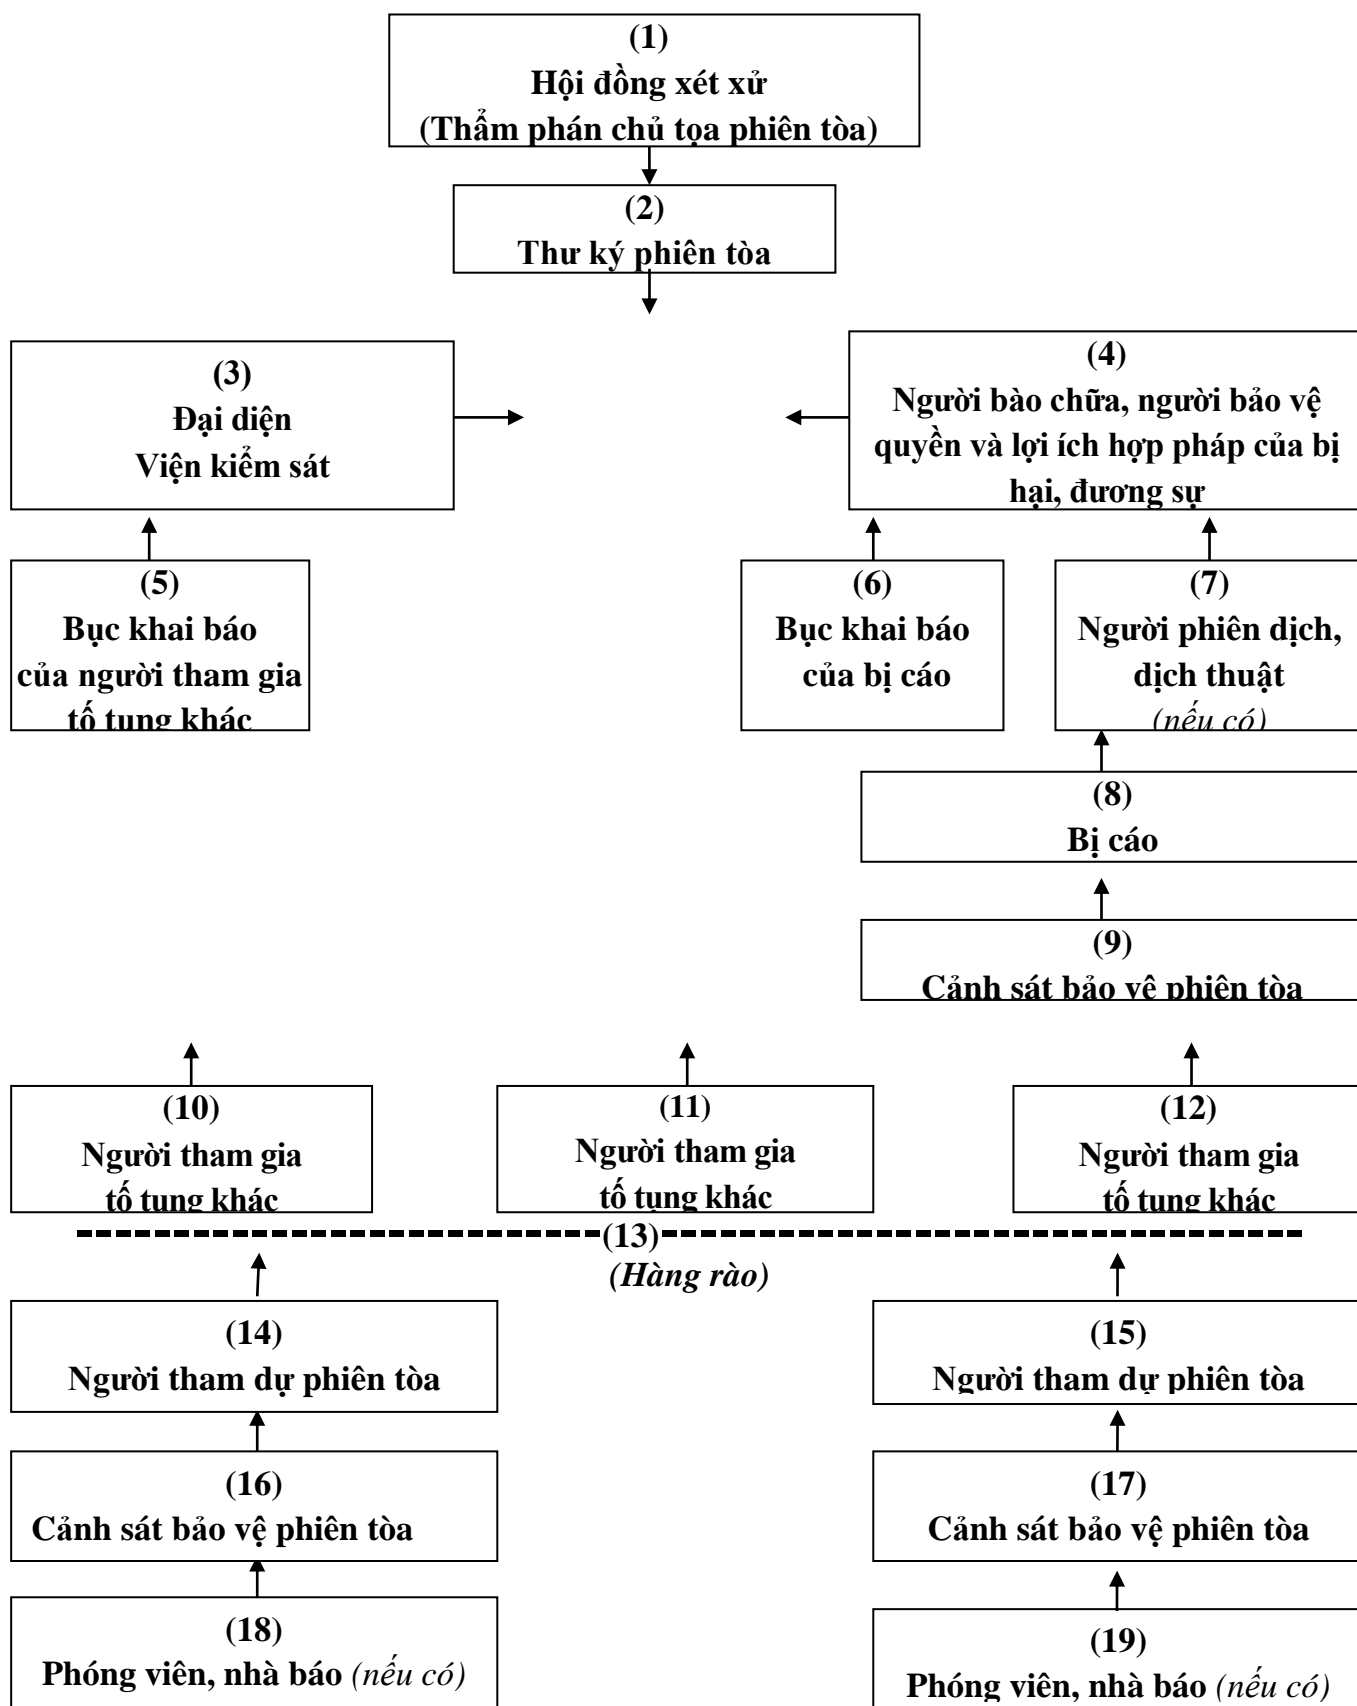 (1)
Hội đồng xét xử
(Thẩm phán chủ tọa phiên tòa)
(2)
Thư ký phiên tòa
(3)
Đại diện
Viện kiểm sát
(4)
Người bào chữa, người bảo vệ
quyền và lợi ích hợp pháp của bị
hại, đương sự
(5)
Bục khai báo
của người tham gia
tố tụng khác
(6)
Bục khai báo
của bị cáo
(7)
Người phiên dịch,
dịch thuật
(nếu có)
(8)
Bị cáo
(9)
Cảnh sát bảo vệ phiên tòa
(10)
Người tham gia
tố tụng khác
(11)
Người tham gia
tố tụng khác
(12)
Người tham gia
tố tụng khác
(13)
(Hàng rào)
(14)
Người tham dự phiên tòa
(15)
Người tham dự phiên tòa
(16)
Cảnh sát bảo vệ phiên tòa
(17)
Cảnh sát bảo vệ phiên tòa
(18)
Phóng viên, nhà báo (nếu có)
(19)
Phóng viên, nhà báo (nếu có)